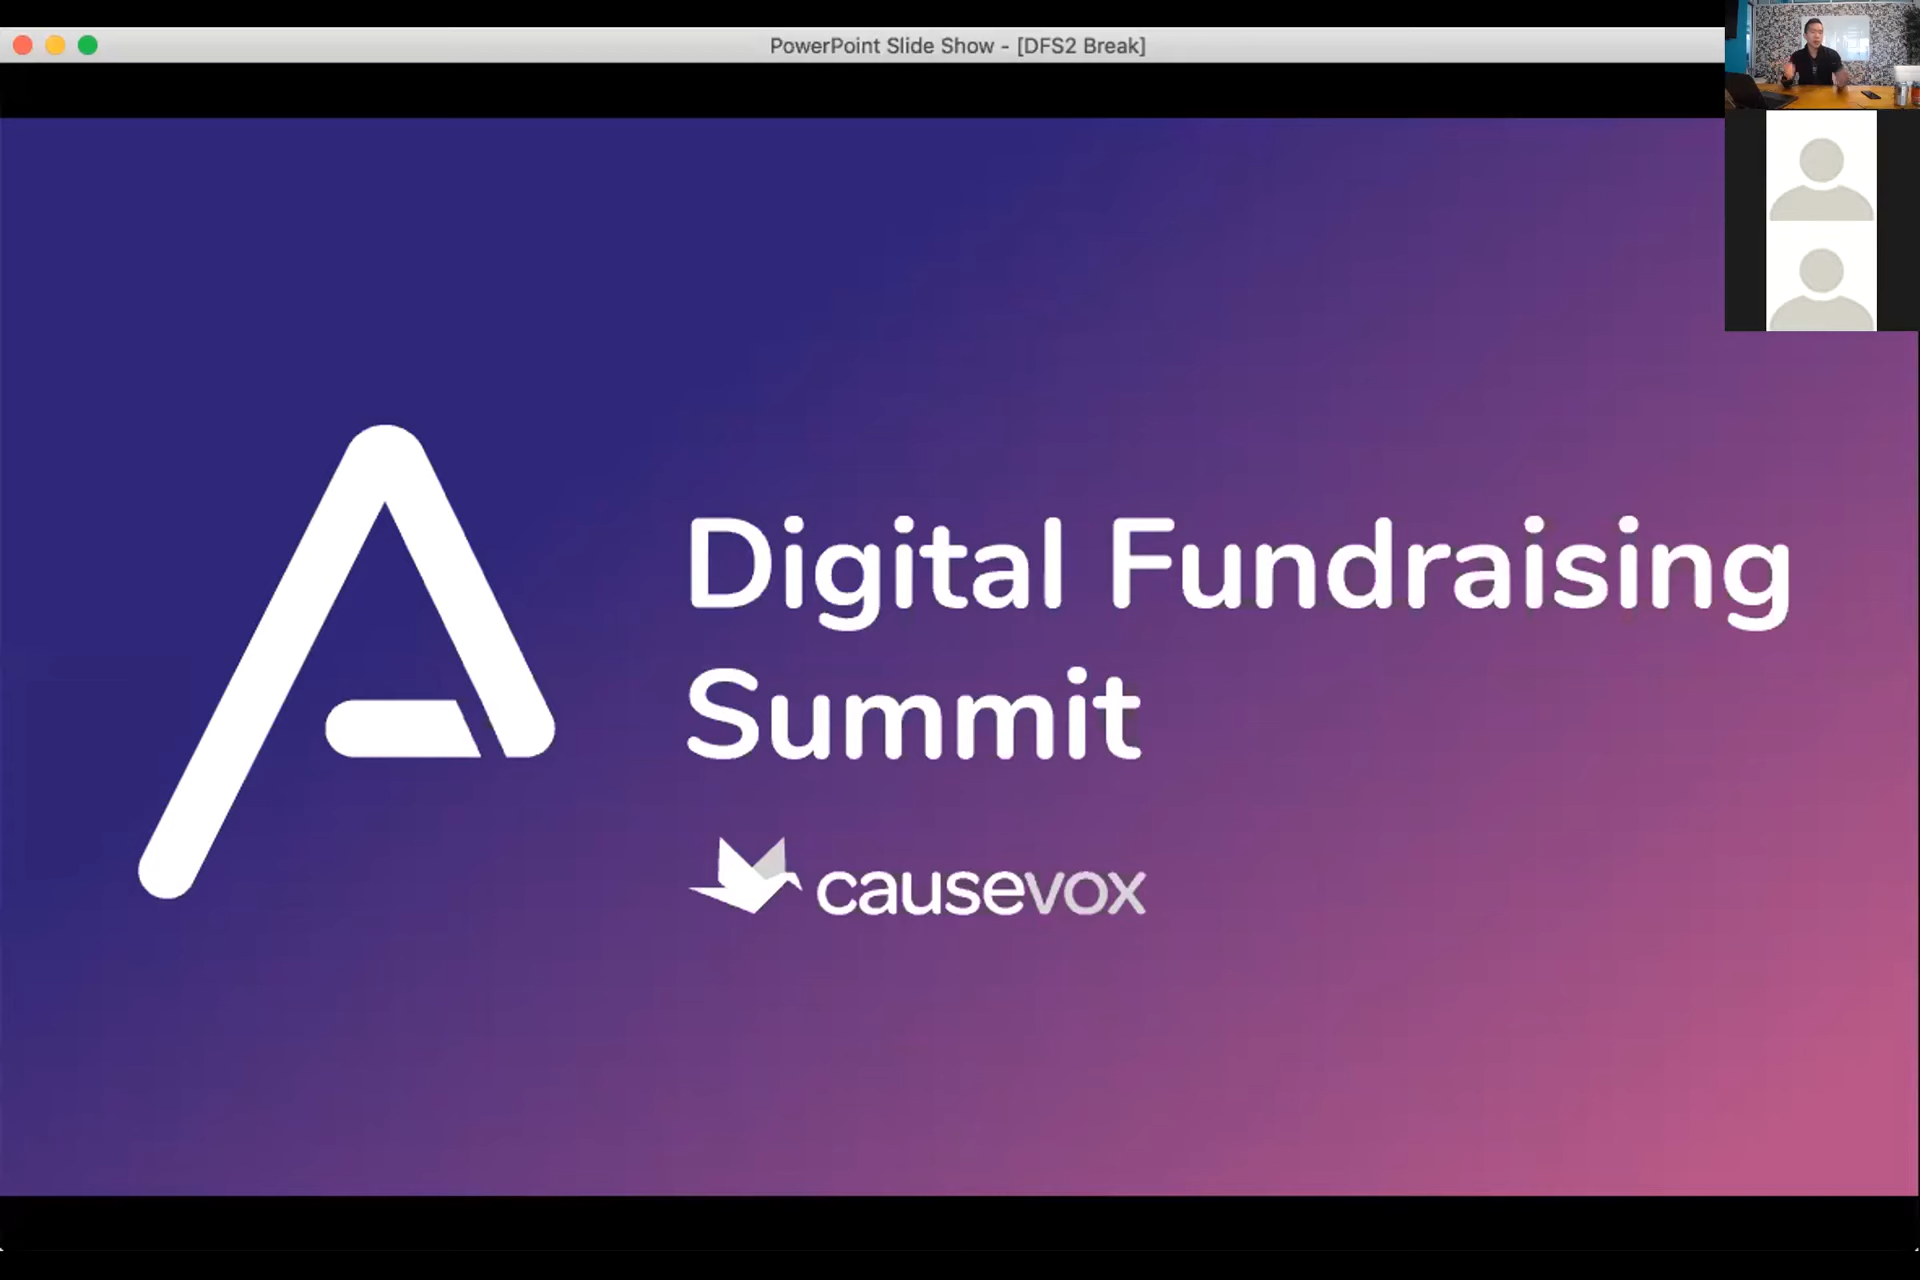 PowerPoint Slide Show - [DFS2 Break]
Digital Fundraising
Summit
causevox